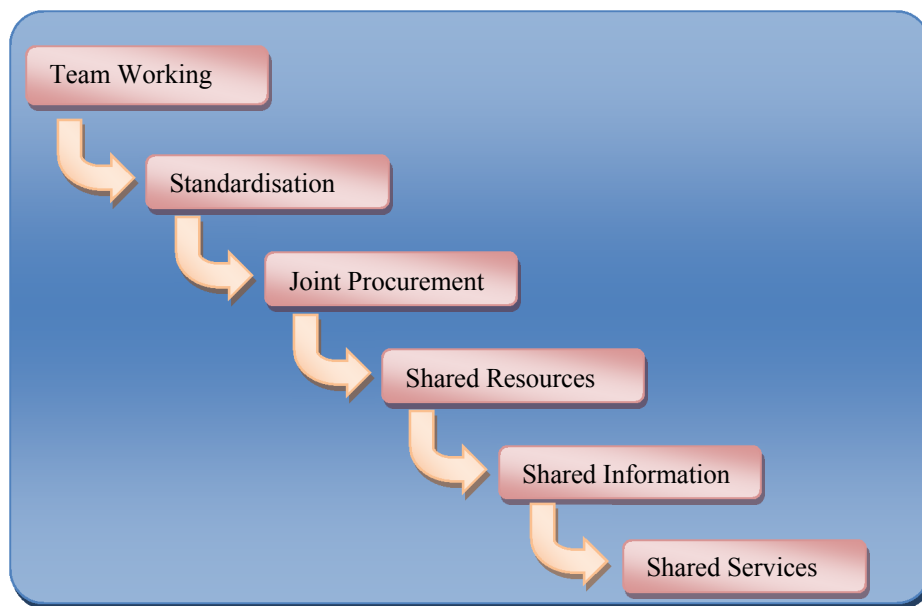 Team Working
Standardisation
Joint Procurement
Shared Resources
Shared Information
Shared Services